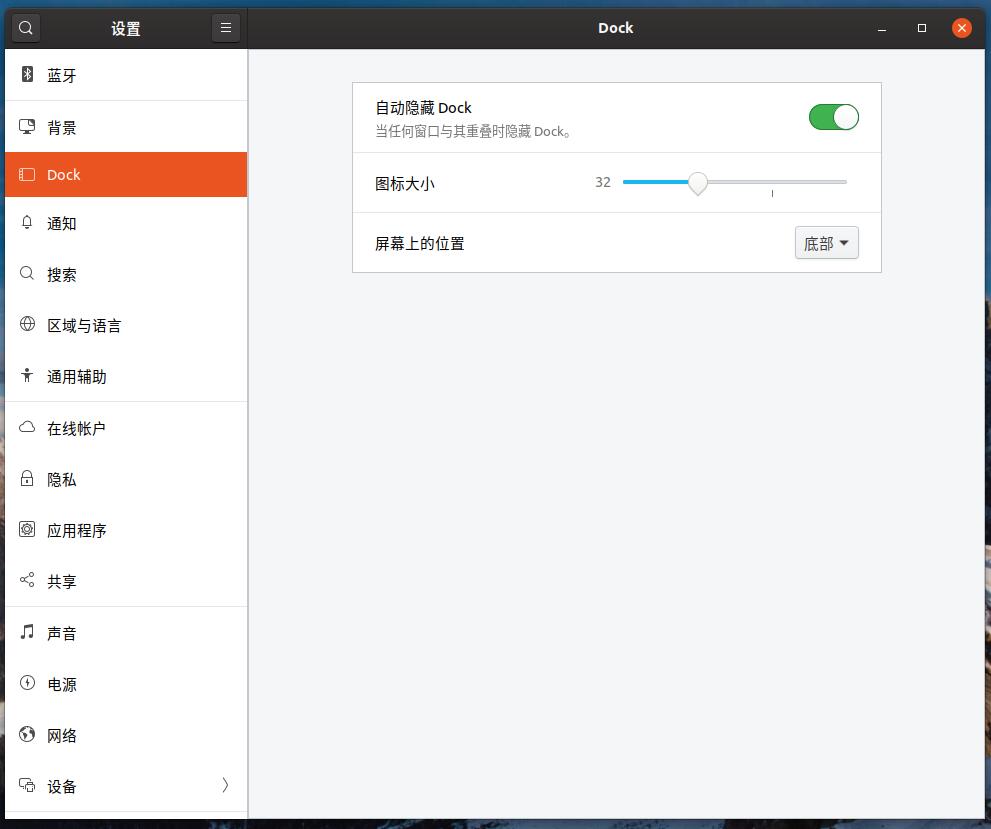 设置
Dock
蓝牙
背景
Dock
通知
搜索
区域与语言
通用辅助
在线帐户
隐私
应用程序
共享
声音
电源
网络
设备
自动隐藏 Dock
当任何窗口与其重叠时隐藏 Dock。
图标大小 32
屏幕上的位置 底部